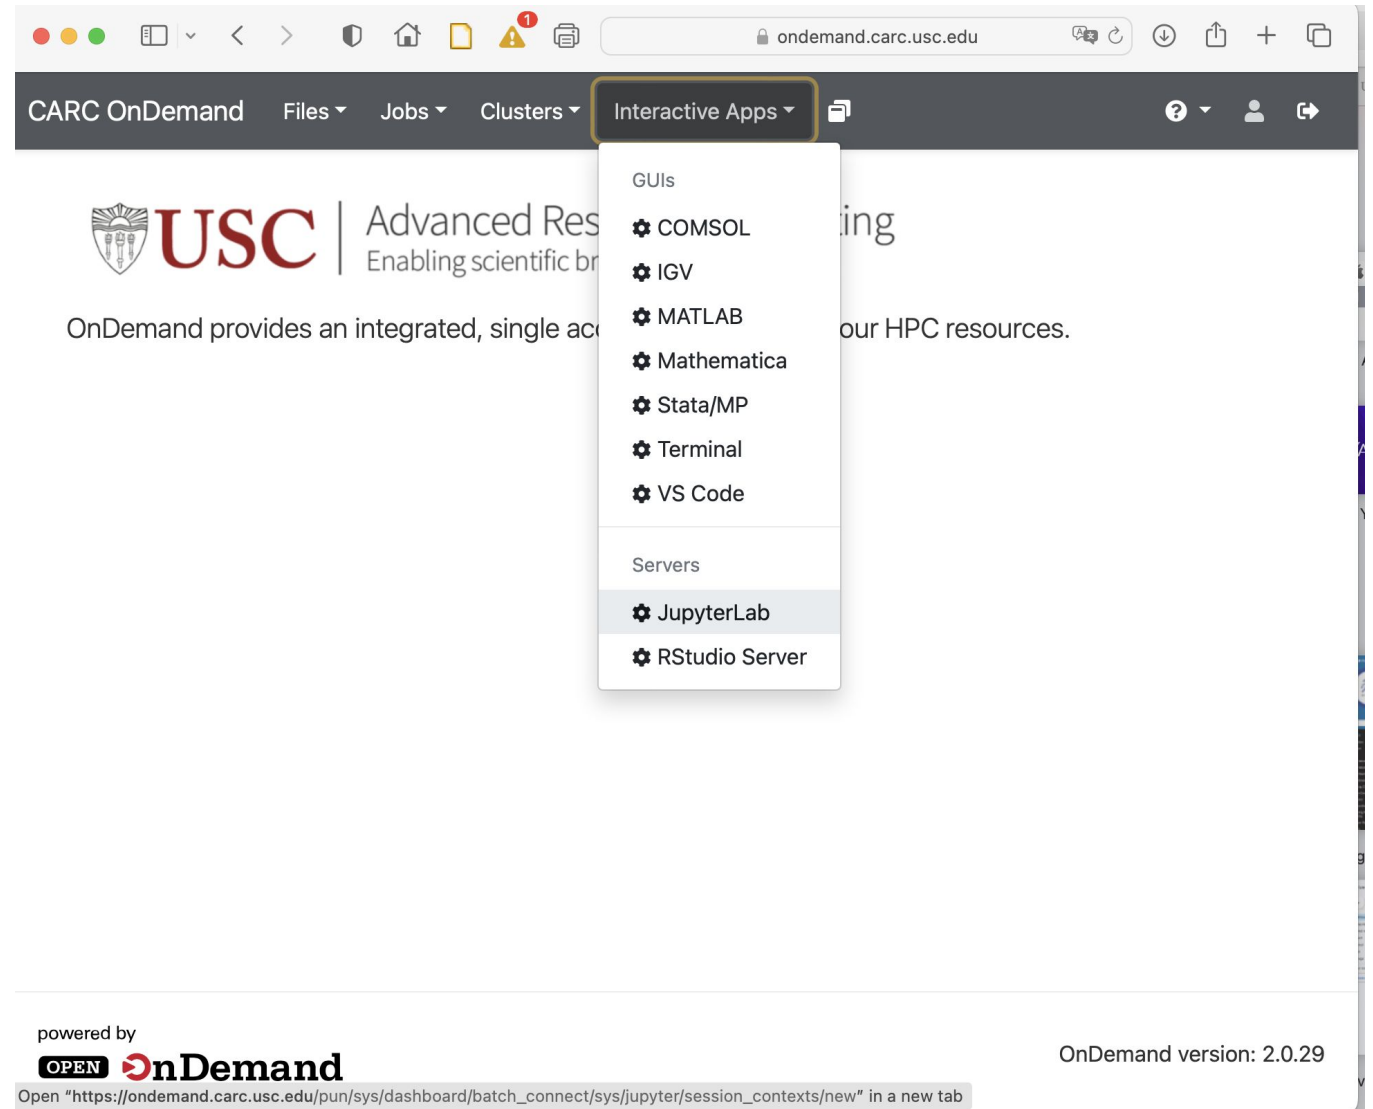 1
ondemand.carc.usc.edu
CARC OnDemand Files Jobs Clusters Interactive Apps
GUIs
USC Advanced Res ing
COMSOL
Enabling scientific br
IGV
MATLAB
OnDemand provides an integrated, single acc our HPC resources.
Mathematica
Stata/MP
Terminal
VS Code
Servers
JupyterLab
RStudio Server
powered by
OPEN OnDemand
OnDemand version: 2.0.29
Open “https://ondemand.carc.usc.edu/pun/sys/dashboard/batch_connect/sys/jupyter/session_contexts/new” in a new tab